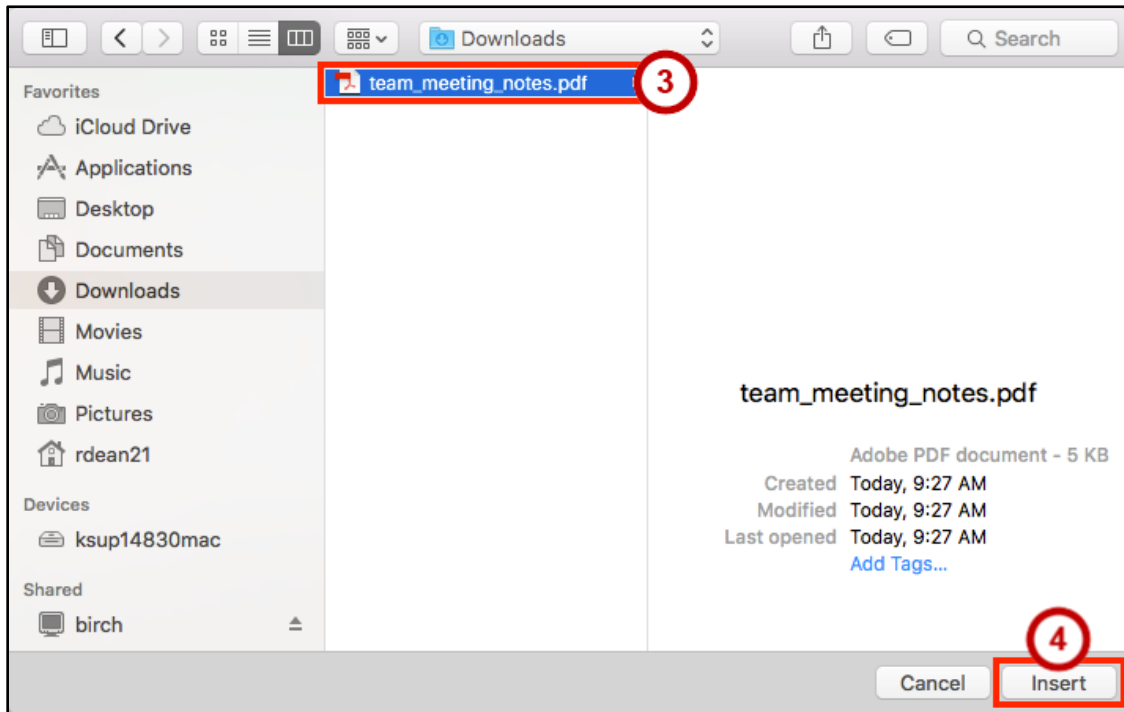 Downloads
Search
Favorites
iCloud Drive
Applications
Desktop
Documents
Downloads
Movies
Music
Pictures
rdean21
Devices
ksup14830mac
Shared
birch
team_meeting_notes.pdf
3
team_meeting_notes.pdf
Adobe PDF document - 5 KB
Created Today, 9:27 AM
Modified Today, 9:27 AM
Last opened Today, 9:27 AM
Add Tags...
4
Cancel Insert